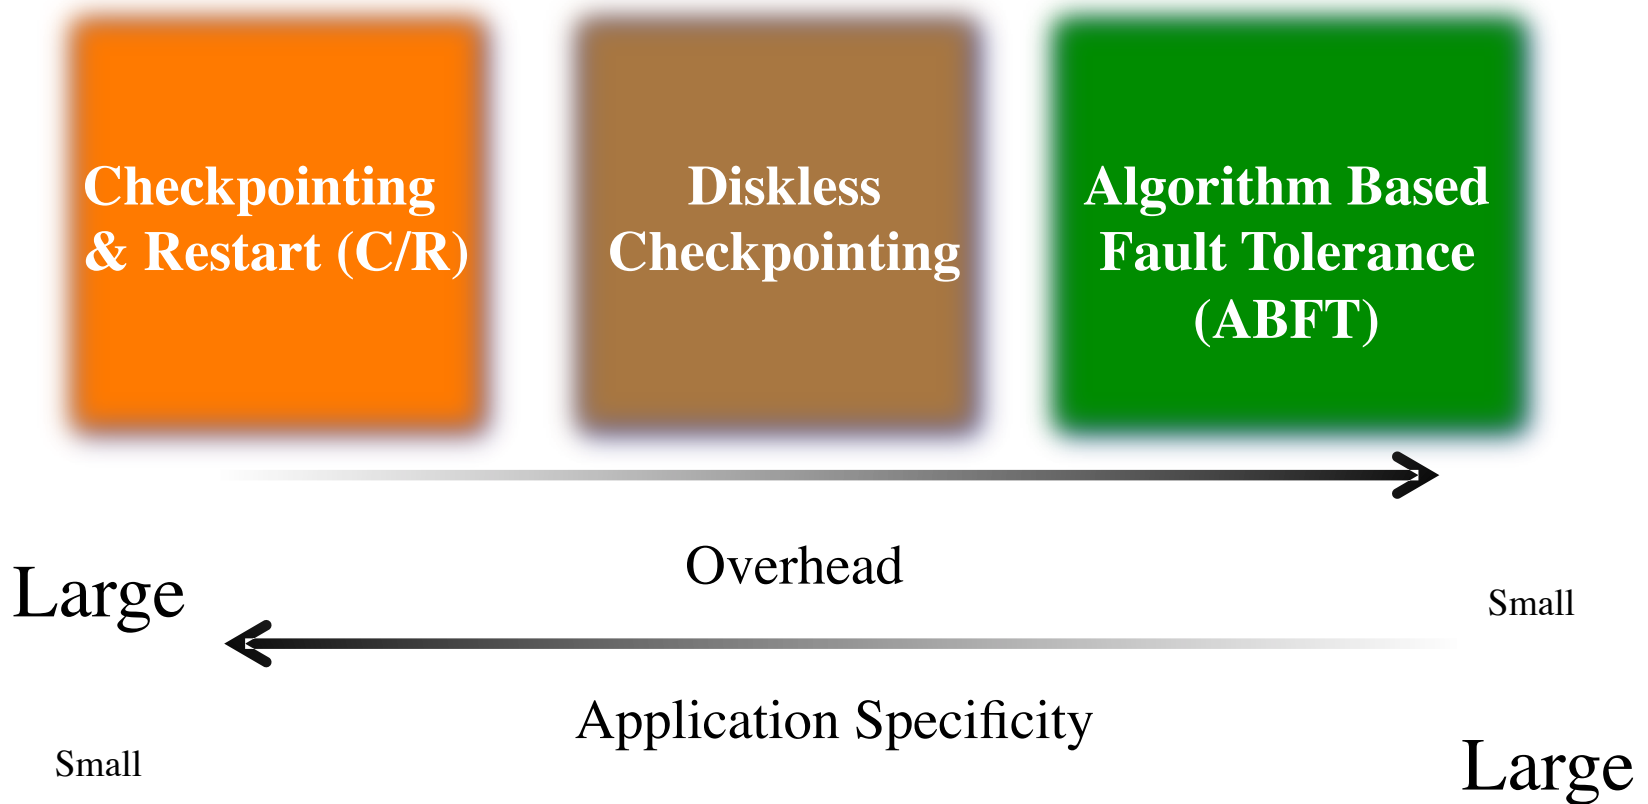 Checkpointing
& Restart (C/R)
Diskless
Checkpointing
Algorithm Based
Fault Tolerance
(ABFT)
Overhead
Large
Small
Application Specificity
Small
Large